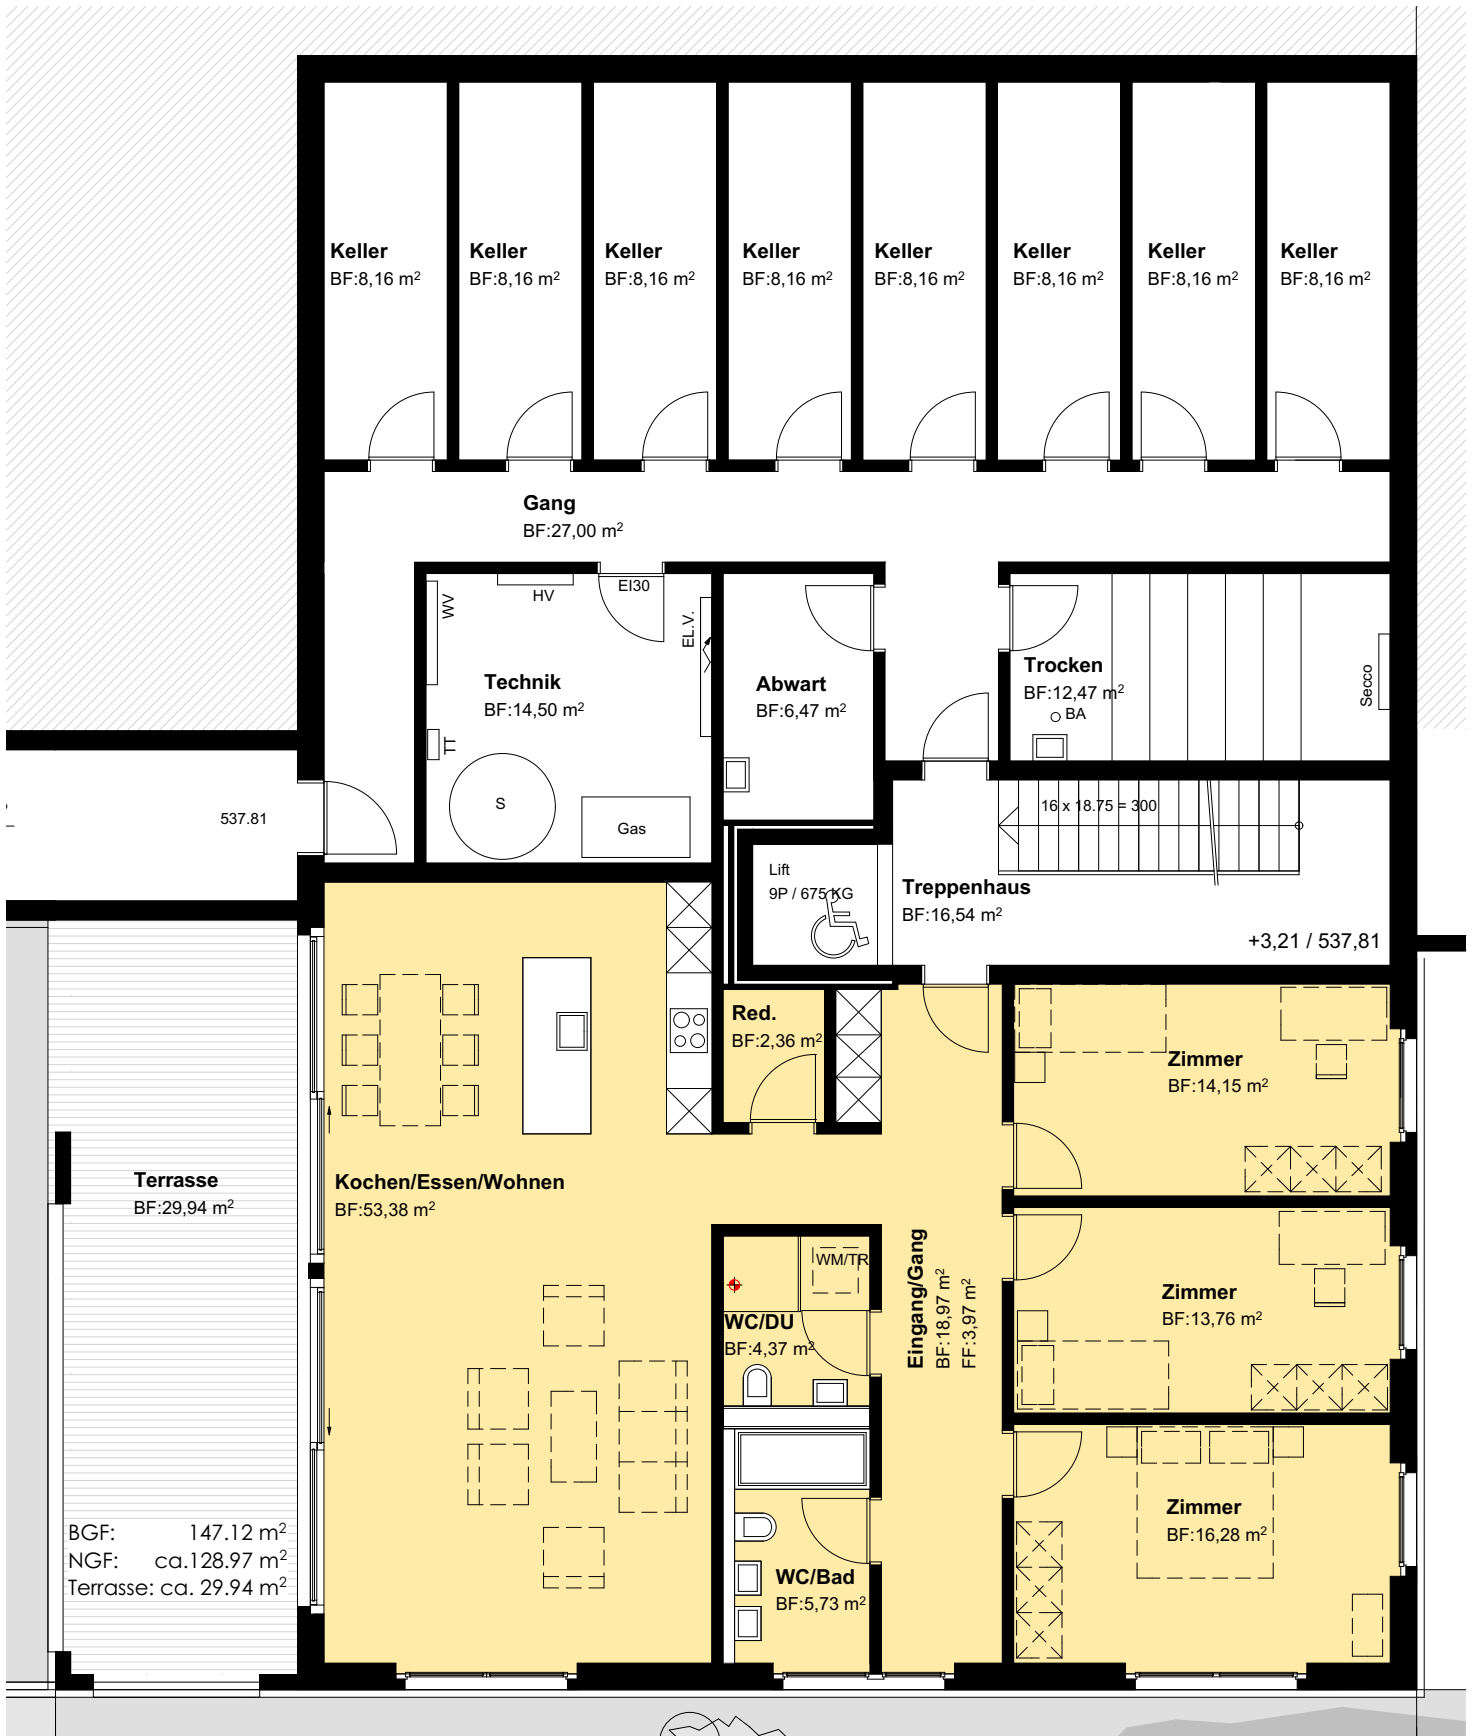 Keller
BF:8,16 m²
Keller
BF:8,16 m²
Keller
BF:8,16 m²
Keller
BF:8,16 m²
Keller
BF:8,16 m²
Keller
BF:8,16 m²
Keller
BF:8,16 m²
Keller
BF:8,16 m²
Gang
BF:27,00 m²
WV
HV
EI30
EL.V.
Technik
BF:14,50 m²
TT
S
Gas
Abwart
BF:6,47 m²
Trocken
BF:12,47 m²
BA
Secco
537.81
16 x 18.75 = 300
Lift
9P / 675 KG
Treppenhaus
BF:16,54 m²
+3,21 / 537,81
Red.
BF:2,36 m²
Zimmer
BF:14,15 m²
Terrasse
BF:29,94 m²
Kochen/Essen/Wohnen
BF:53,38 m²
WM/TR
WC/DU
BF:4,37 m²
Eingang/Gang
BF:18,97 m²
FF:3,97 m²
Zimmer
BF:13,76 m²
Zimmer
BF:16,28 m²
WC/Bad
BF:5,73 m²
BGF: 147.12 m²
NGF: ca.128.97 m²
Terrasse: ca. 29.94 m²